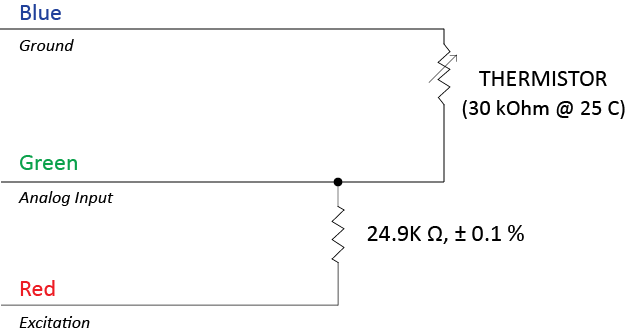 Blue
Ground
THERMISTOR
(30 kOhm @ 25 C)
Green
Analog Input
24.9K Ω, ± 0.1 %
Red
Excitation